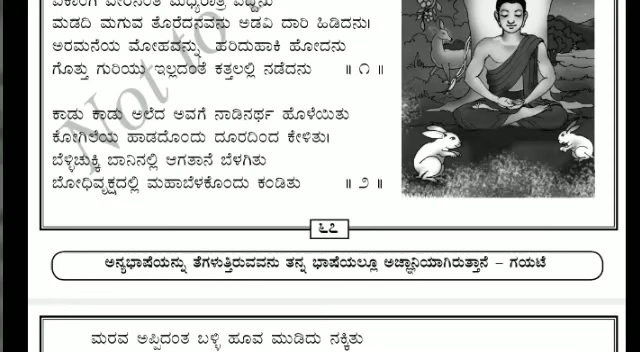 ಮಡದಿ ಮಗುವ ತೊರೆದನವನು ಅಡವಿ ದಾರಿ ಹಿಡಿದನು।
ಅರಮನೆಯ ಮೋಹವನ್ನು ಹರಿದುಹಾಕಿ ಹೋದನು
ಗೊತ್ತು ಗುರಿಯು ಇಲ್ಲದಂತೆ ಕತ್ತಲಲ್ಲಿ ನಡೆದನು ॥ ೧ ॥
ಕಾಡು ಕಾಡು ಅಲೆದ ಅವಗೆ ನಾಡಿನರ್ಥ ಹೊಳೆಯಿತು
ಕೋಗಿಲೆಯ ಹಾಡದೊಂದು ದೂರದಿಂದ ಕೇಳಿತು।
ಬೆಳ್ಳಿಚುಕ್ಕಿ ಬಾನಿನಲ್ಲಿ ಆಗತಾನೆ ಬೆಳಗಿತು
ಬೋಧಿವೃಕ್ಷದಲ್ಲಿ ಮಹಾಬೆಳಕೊಂದು ಕಂಡಿತು ॥ ೨ ॥
Not to
೬೭
ಅನ್ಯಭಾಷೆಯನ್ನು ತೆಗಳುತ್ತಿರುವವನು ತನ್ನ ಭಾಷೆಯಲ್ಲೂ ಅಜ್ಞಾನಿಯಾಗಿರುತ್ತಾನೆ – ಗಯಟೆ
ಮರವ ಅಪ್ಪಿದಂತ ಬಳ್ಳಿ ಹೂವ ಮುಡಿದು ನಕ್ಕಿತು